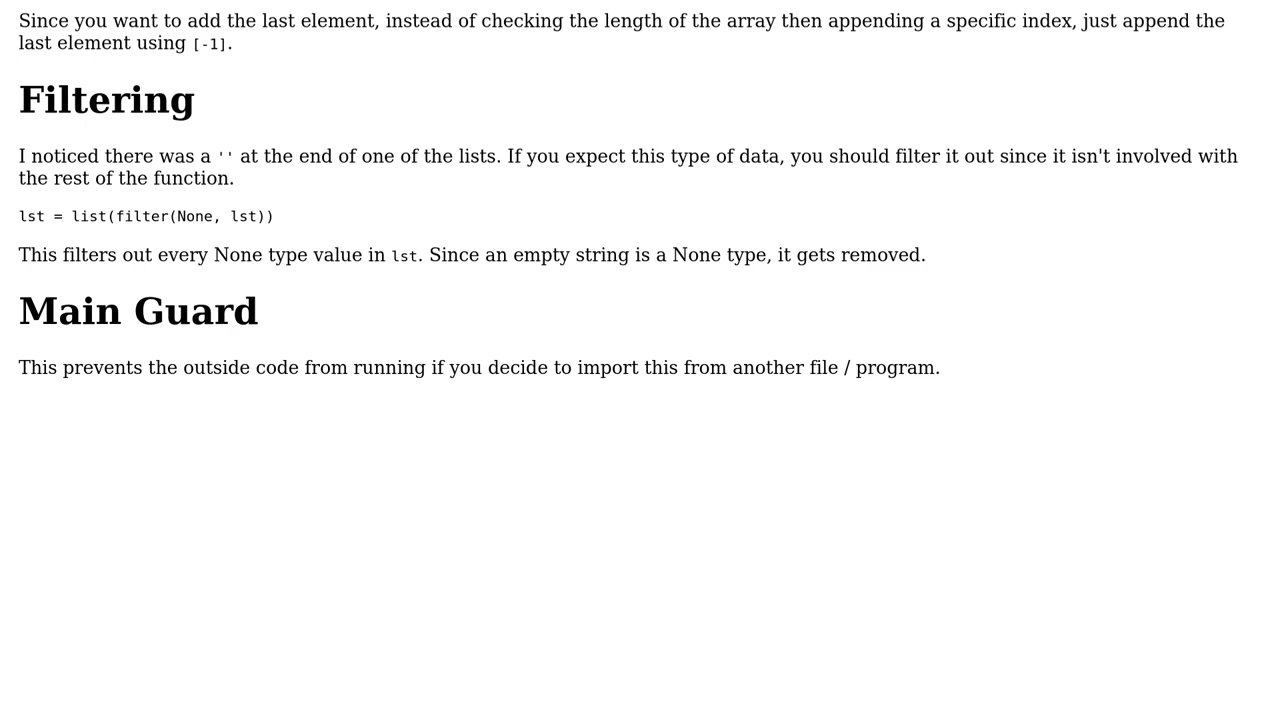 Since you want to add the last element, instead of checking the length of the array then appending a specific index, just append the
last element using [-1].
Filtering
I noticed there was a '' at the end of one of the lists. If you expect this type of data, you should filter it out since it isn't involved with
the rest of the function.
lst = list(filter(None, lst))
This filters out every None type value in lst. Since an empty string is a None type, it gets removed.
Main Guard
This prevents the outside code from running if you decide to import this from another file / program.